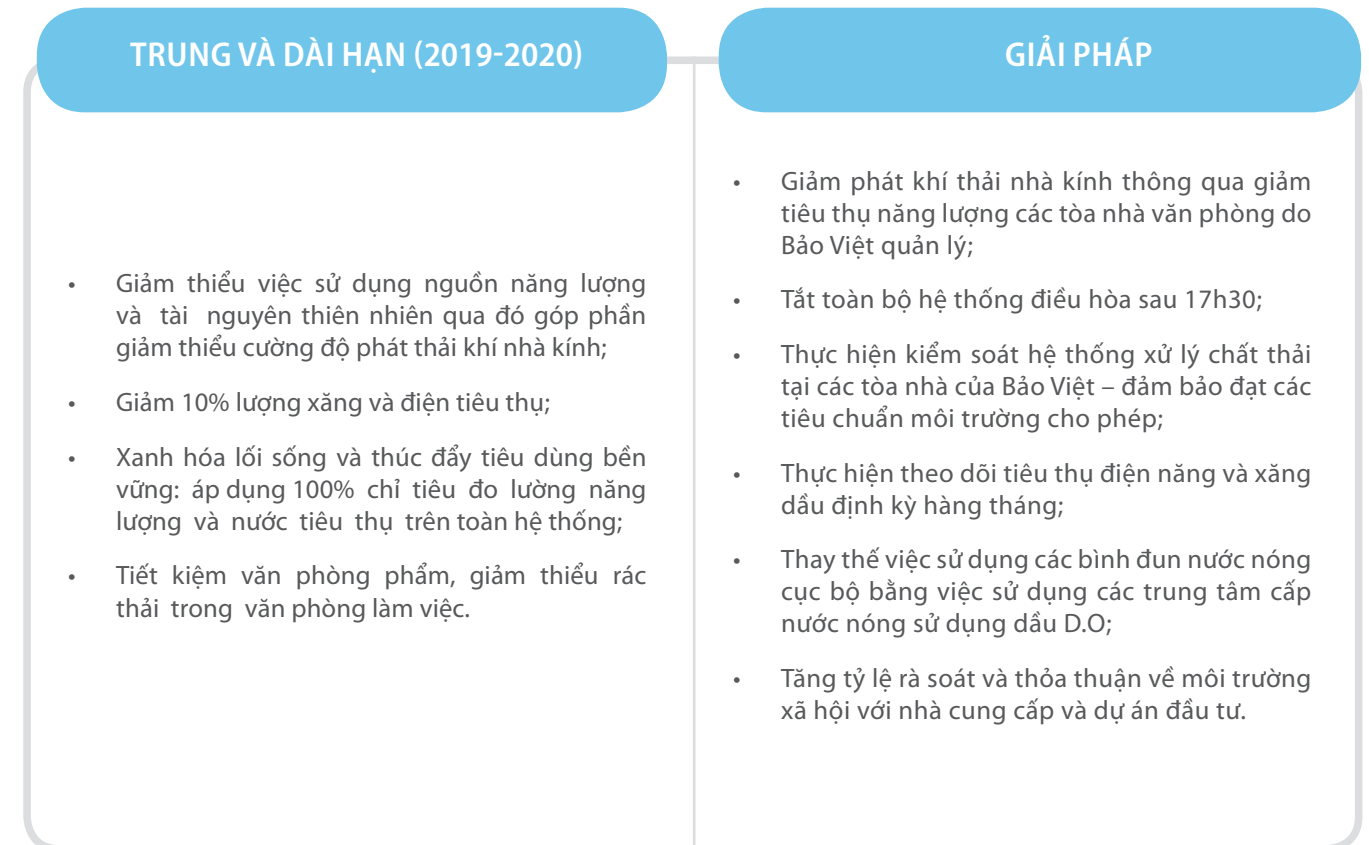 TRUNG VÀ DÀI HẠN (2019-2020)
• Giảm thiểu việc sử dụng nguồn năng lượng
và tài nguyên thiên nhiên qua đó góp phần
giảm thiểu cường độ phát thải khí nhà kính;
• Giảm 10% lượng xăng và điện tiêu thụ;
• Xanh hóa lối sống và thúc đẩy tiêu dùng bền
vững: áp dụng 100% chỉ tiêu đo lường năng
lượng và nước tiêu thụ trên toàn hệ thống;
• Tiết kiệm văn phòng phẩm, giảm thiểu rác
thải trong văn phòng làm việc.
GIẢI PHÁP
• Giảm phát khí thải nhà kính thông qua giảm
tiêu thụ năng lượng các tòa nhà văn phòng do
Bảo Việt quản lý;
• Tắt toàn bộ hệ thống điều hòa sau 17h30;
• Thực hiện kiểm soát hệ thống xử lý chất thải
tại các tòa nhà của Bảo Việt – đảm bảo đạt các
tiêu chuẩn môi trường cho phép;
• Thực hiện theo dõi tiêu thụ điện năng và xăng
dầu định kỳ hàng tháng;
• Thay thế việc sử dụng các bình đun nước nóng
cục bộ bằng việc sử dụng các trung tâm cấp
nước nóng sử dụng dầu D.O;
• Tăng tỷ lệ rà soát và thỏa thuận về môi trường
xã hội với nhà cung cấp và dự án đầu tư.